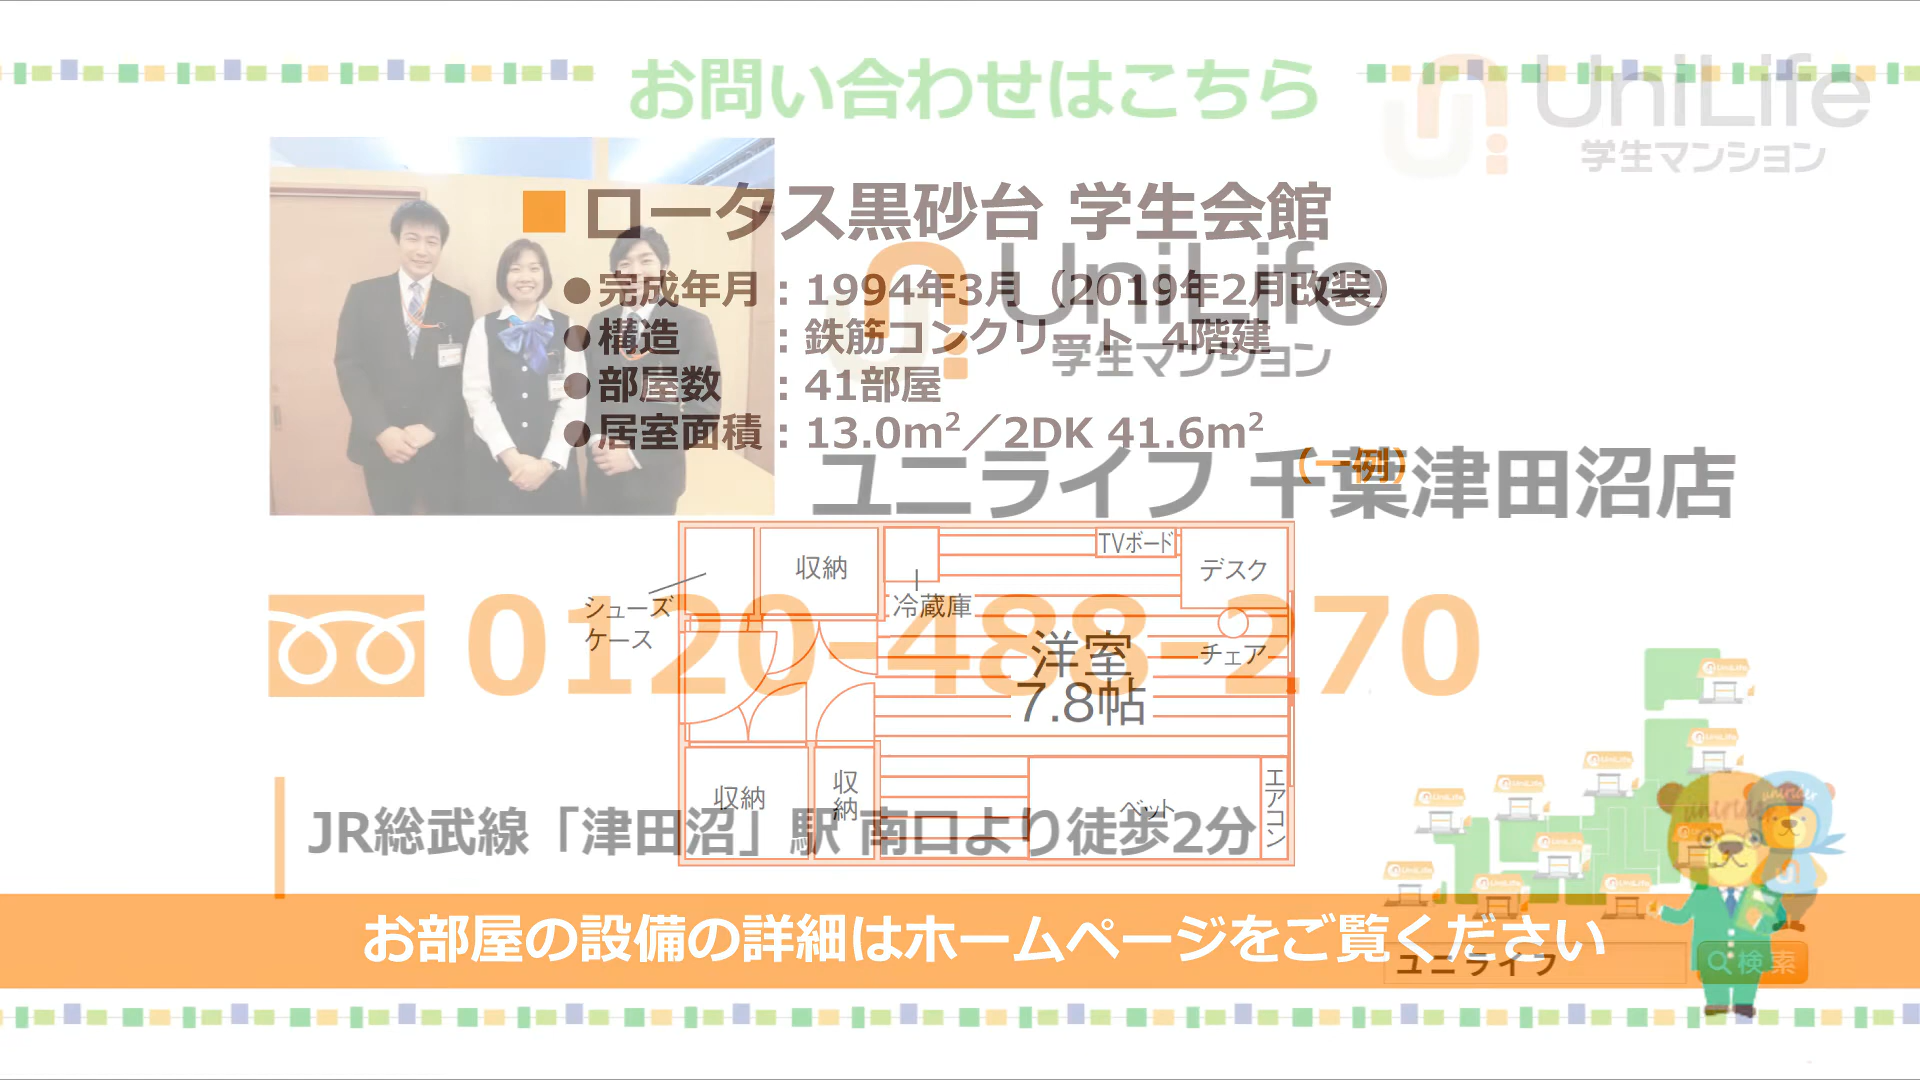 お問い合わせはこちら
UniLife
学生マンション
■ ロータス黒砂台 学生会館
●完成年月：1994年3月（2019年2月改装）
●構造　　：鉄筋コンクリート 4階建
●部屋数　：41部屋
●居室面積：13.0m²／2DK 41.6m²
UniLife
学生マンション
（一例）
ユニライフ 千葉津田沼店
収納
TVボード
デスク
冷蔵庫
シューズ
ケース
0120-488-270
洋室
7.8帖
チェア
収納
収納
ベット
エアコン
JR総武線「津田沼」駅 南口より徒歩2分
お部屋の設備の詳細はホームページをご覧ください
ユニライフ
検索